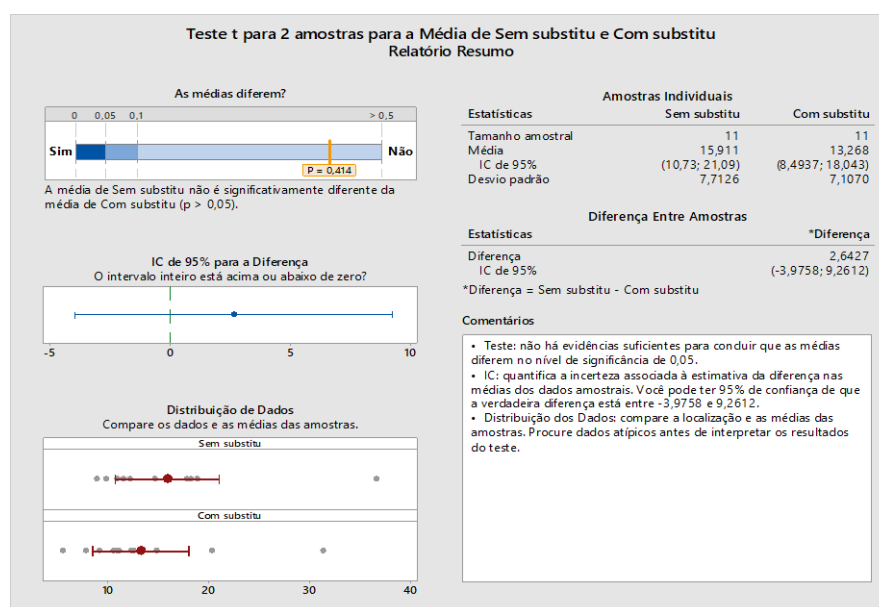 Teste t para 2 amostras para a Média de Sem substitu e Com substitu
Relatório Resumo
As médias diferem?
0 0,05 0,1 > 0,5
Sim Não
P = 0,414
A média de Sem substitu não é significativamente diferente da
média de Com substitu (p > 0,05).
IC de 95% para a Diferença
O intervalo inteiro está acima ou abaixo de zero?
-5 0 5 10
Distribuição de Dados
Compare os dados e as médias das amostras.
Sem substitu
Com substitu
10 20 30 40
Amostras Individuais
Estatísticas Sem substitu Com substitu
Tamanho amostral 11 11
Média 15,911 13,268
IC de 95% (10,73; 21,09) (8,4937; 18,043)
Desvio padrão 7,7126 7,1070
Diferença Entre Amostras
Estatísticas *Diferença
Diferença 2,6427
IC de 95% (-3,9758; 9,2612)
*Diferença = Sem substitu - Com substitu
Comentários
• Teste: não há evidências suficientes para concluir que as médias
diferem no nível de significância de 0,05.
• IC: quantifica a incerteza associada à estimativa da diferença nas
médias dos dados amostrais. Você pode ter 95% de confiança de que
a verdadeira diferença está entre -3,9758 e 9,2612.
• Distribuição dos Dados: compare a localização e as médias das
amostras. Procure dados atípicos antes de interpretar os resultados
do teste.